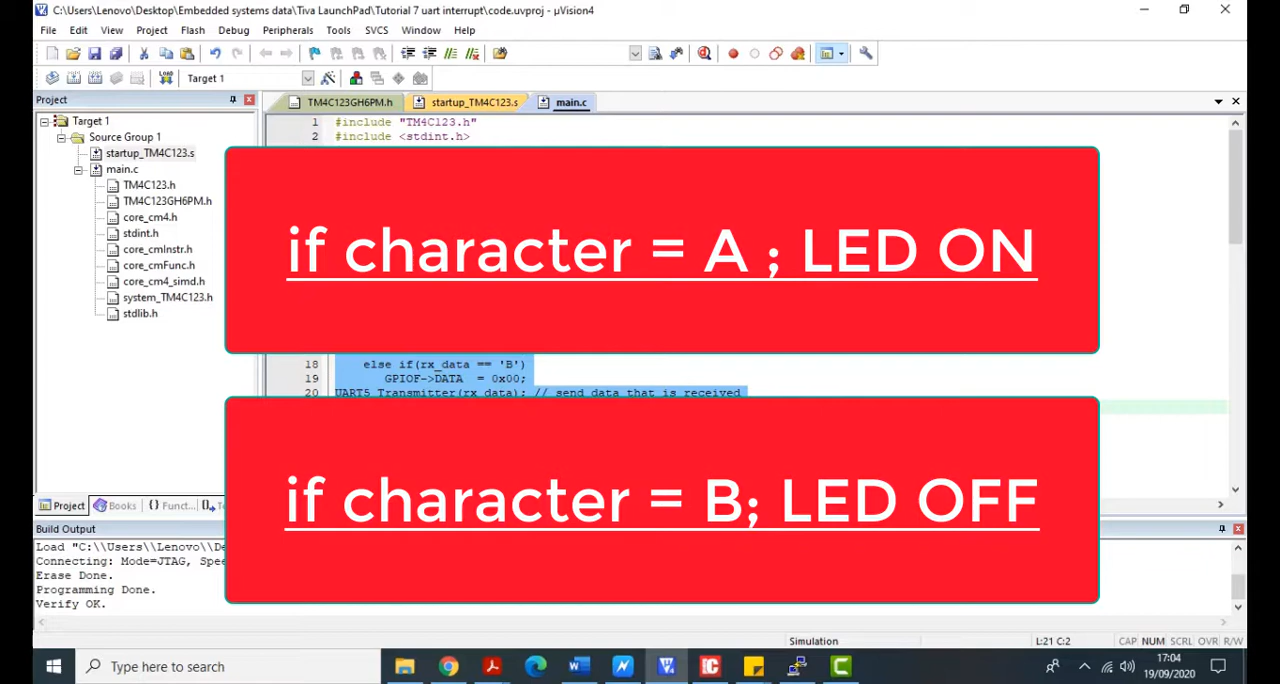 C:\Users\Lenovo\Desktop\Embedded systems data\Tiva LaunchPad\Tutorial 7 uart interrupt\code.uvproj - µVision4
File Edit View Project Flash Debug Peripherals Tools SVCS Window Help
LOAD Target 1
Project
TM4C123GH6PM.h startup_TM4C123.s main.c
Target 1
Source Group 1
startup_TM4C123.s
main.c
TM4C123.h
TM4C123GH6PM.h
core_cm4.h
stdint.h
core_cmInstr.h
core_cmFunc.h
core_cm4_simd.h
system_TM4C123.h
stdlib.h
1 #include "TM4C123.h"
2 #include <stdint.h>
if character = A ; LED ON
18 else if(rx_data == 'B')
19 GPIOF->DATA = 0x00;
20 UART5_Transmitter(rx_data); // send data that is received
if character = B; LED OFF
Project Books {} Funct...
Build Output
Load "C:\\Users\\Lenovo\\De
Connecting: Mode=JTAG, Spee
Erase Done.
Programming Done.
Verify OK.
Simulation L:21 C:2 CAP NUM SCRL OVR R/W
Type here to search
17:04
19/09/2020